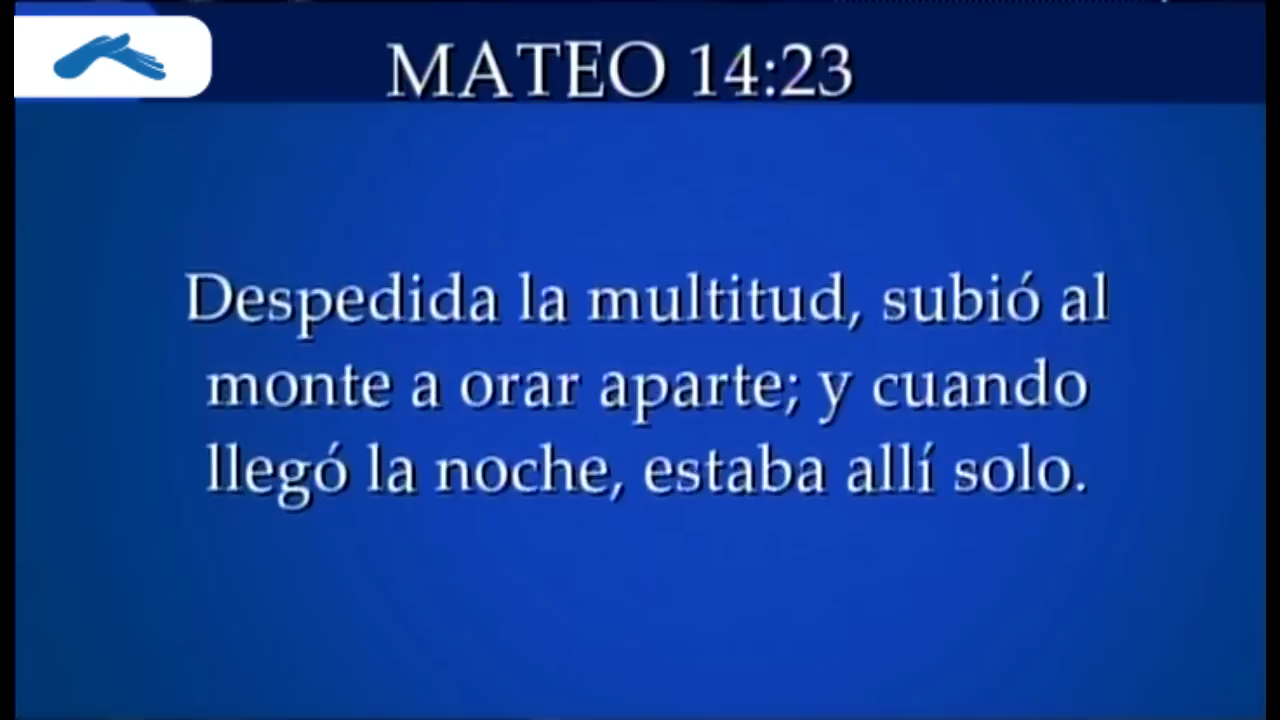 MATEO 14:23
Despedida la multitud, subió al
monte a orar aparte; y cuando
llegó la noche, estaba allí solo.